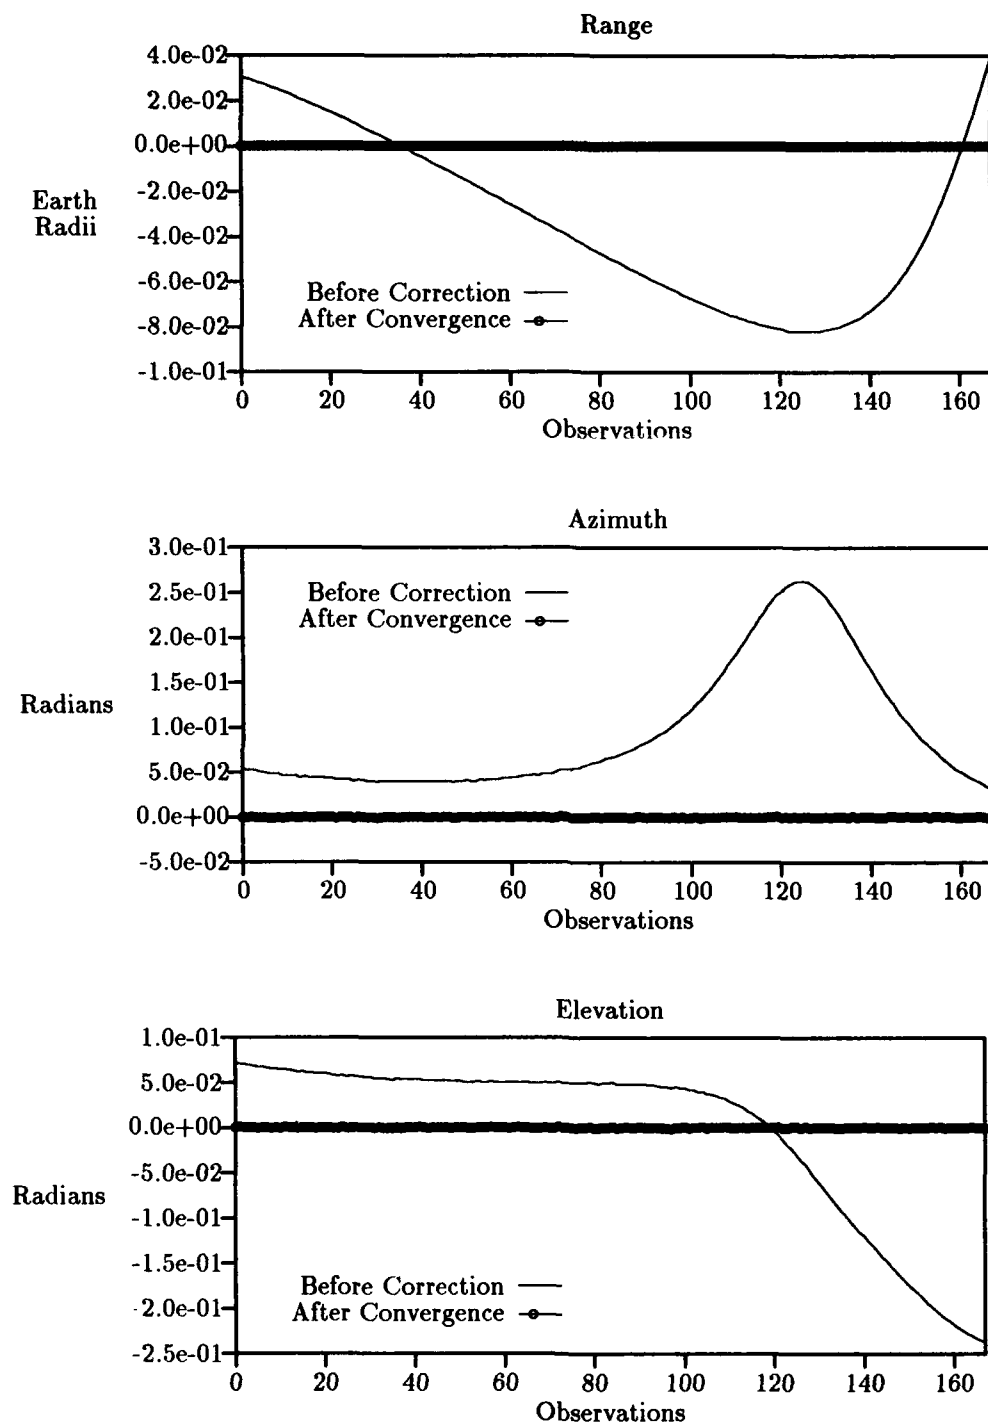 Range
4.0e-02
2.0e-02
0.0e+00
-2.0e-02
-4.0e-02
-6.0e-02
-8.0e-02
-1.0e-01
Earth
Radii
Before Correction
After Convergence
0 20 40 60 80 100 120 140 160
Observations
Azimuth
3.0e-01
2.5e-01
2.0e-01
1.5e-01
1.0e-01
5.0e-02
0.0e+00
-5.0e-02
Radians
Before Correction
After Convergence
0 20 40 60 80 100 120 140 160
Observations
Elevation
1.0e-01
5.0e-02
0.0e+00
-5.0e-02
-1.0e-01
-1.5e-01
-2.0e-01
-2.5e-01
Radians
Before Correction
After Convergence
0 20 40 60 80 100 120 140 160
Observations